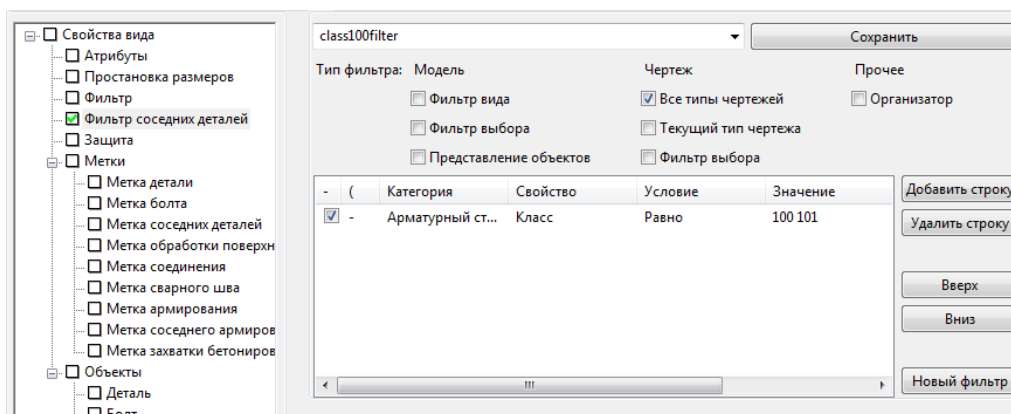 Свойства вида
Атрибуты
Простановка размеров
Фильтр
Фильтр соседних деталей
Защита
Метки
Метка детали
Метка болта
Метка соседних деталей
Метка обработки поверхн
Метка соединения
Метка сварного шва
Метка армирования
Метка соседнего армиров
Метка захватки бетониров
Объекты
Деталь
Болт
class100filter
Сохранить
Тип фильтра: Модель Чертеж Прочее
Фильтр вида Все типы чертежей Организатор
Фильтр выбора Текущий тип чертежа
Представление объектов Фильтр выбора
- ( Категория Свойство Условие Значение
- Арматурный ст... Класс Равно 100 101
Добавить строку
Удалить строку
Вверх
Вниз
Новый фильтр